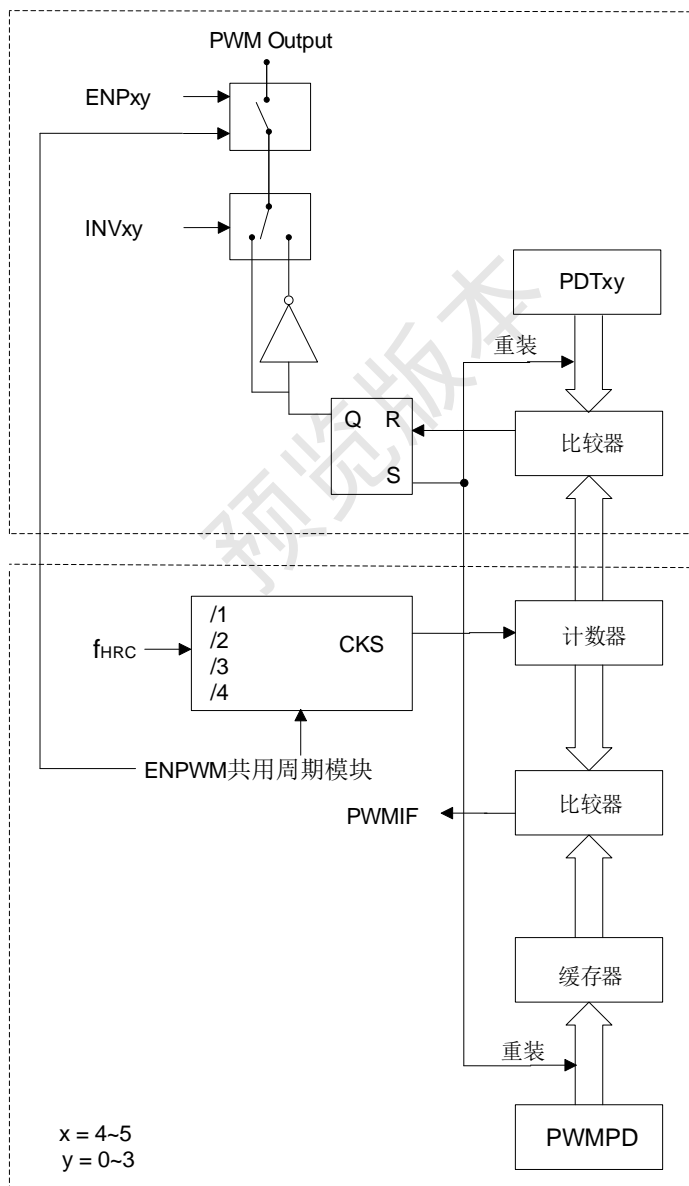 PWM Output
ENPxy
INVxy
PDTxy
重装
Q R
S
比较器
预览版本
/1
/2
/3
/4
CKS
fHRC
计数器
ENPWM共用周期模块
比较器
PWMIF
缓存器
重装
PWMPD
x = 4~5
y = 0~3